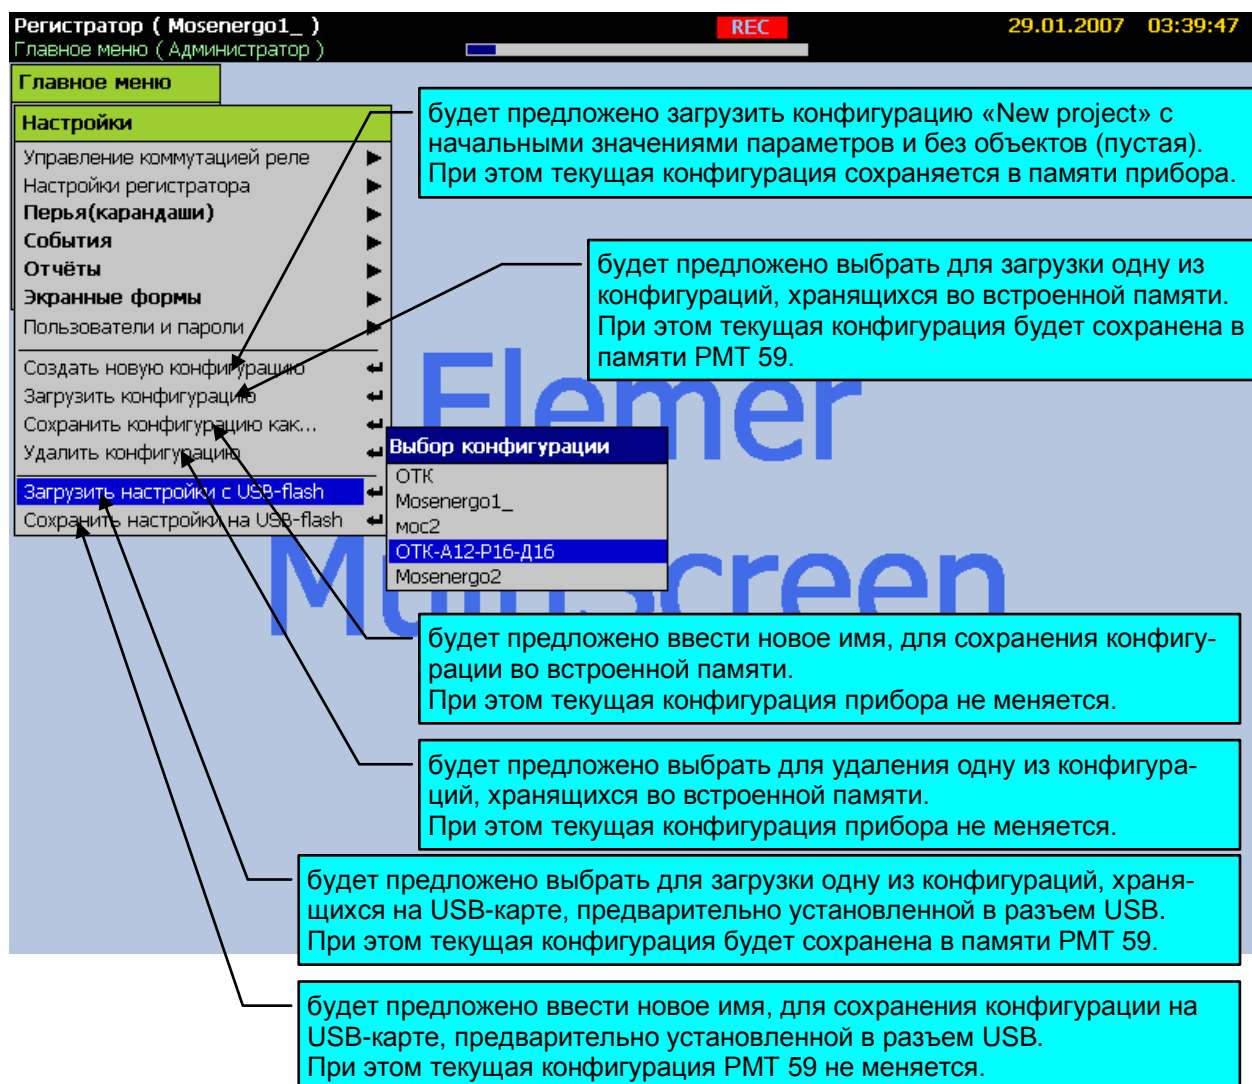 Регистратор ( Mosenergo1_ )
REC
29.01.2007 03:39:47
Главное меню ( Администратор )
Главное меню
Настройки
Управление коммутацией реле
Настройки регистратора
Перья(карандаши)
События
Отчёты
Экранные формы
Пользователи и пароли
Создать новую конфигурацию
Загрузить конфигурацию
Сохранить конфигурацию как...
Удалить конфигурацию
Загрузить настройки с USB-flash
Сохранить настройки на USB-flash
будет предложено загрузить конфигурацию «New project» с
начальными значениями параметров и без объектов (пустая).
При этом текущая конфигурация сохраняется в памяти прибора.
будет предложено выбрать для загрузки одну из
конфигураций, хранящихся во встроенной памяти.
При этом текущая конфигурация будет сохранена в
памяти РМТ 59.
Elemer
Выбор конфигурации
ОТК
Mosenergo1_
мос2
ОТК-А12-Р16-Д16
Mosenergo2
MultiScreen
будет предложено ввести новое имя, для сохранения конфигу-
рации во встроенной памяти.
При этом текущая конфигурация прибора не меняется.
будет предложено выбрать для удаления одну из конфигура-
ций, хранящихся во встроенной памяти.
При этом текущая конфигурация прибора не меняется.
будет предложено выбрать для загрузки одну из конфигураций, храня-
щихся на USB-карте, предварительно установленной в разъем USB.
При этом текущая конфигурация будет сохранена в памяти РМТ 59.
будет предложено ввести новое имя, для сохранения конфигурации на
USB-карте, предварительно установленной в разъем USB.
При этом текущая конфигурация РМТ 59 не меняется.